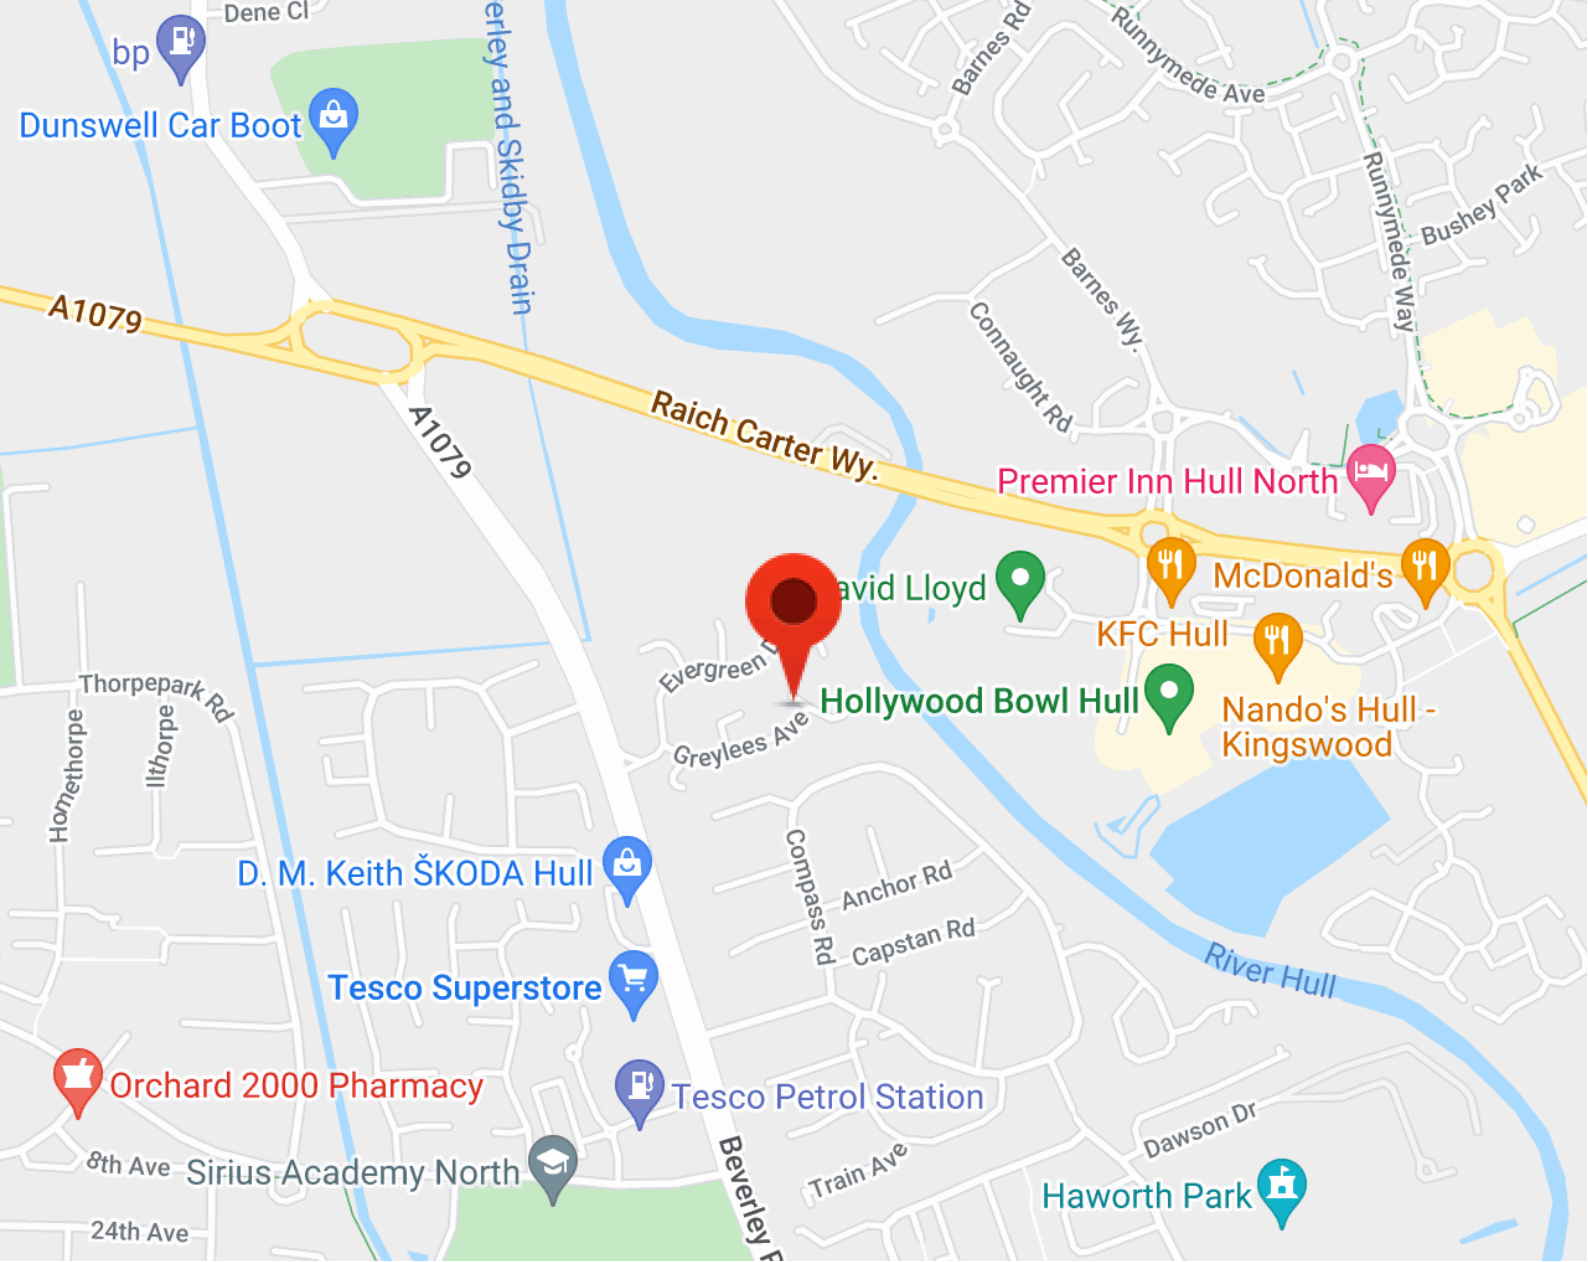 Dene Cl
bp
Dunswell Car Boot
erley and Skidby Drain
Barnes Rd
Runnymede Ave
Runnymede Way
Bushey Park
A1079
Barnes Wy.
Connaught Rd
A1079
Raich Carter Wy.
Premier Inn Hull North
avid Lloyd
McDonald's
KFC Hull
Evergreen D
Hollywood Bowl Hull
Nando's Hull -
Kingswood
Greylees Ave
Thorpepark Rd
Homethorpe
Ilthorpe
D. M. Keith ŠKODA Hull
Compass Rd
Anchor Rd
Capstan Rd
Tesco Superstore
River Hull
Orchard 2000 Pharmacy
Tesco Petrol Station
Dawson Dr
8th Ave
Sirius Academy North
Beverley R
Train Ave
Haworth Park
24th Ave